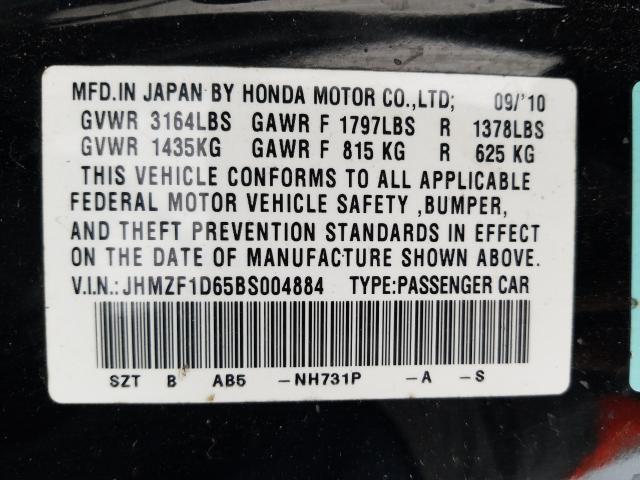 MFD.IN JAPAN BY HONDA MOTOR CO.,LTD; 09/'10
GVWR 3164LBS GAWR F 1797LBS R 1378LBS
GVWR 1435KG GAWR F 815 KG R 625 KG
THIS VEHICLE CONFORMS TO ALL APPLICABLE
FEDERAL MOTOR VEHICLE SAFETY ,BUMPER,
AND THEFT PREVENTION STANDARDS IN EFFECT
ON THE DATE OF MANUFACTURE SHOWN ABOVE.
V.I.N.:JHMZF1D65BS004884 TYPE:PASSENGER CAR
SZT B AB5 -NH731P -A -S